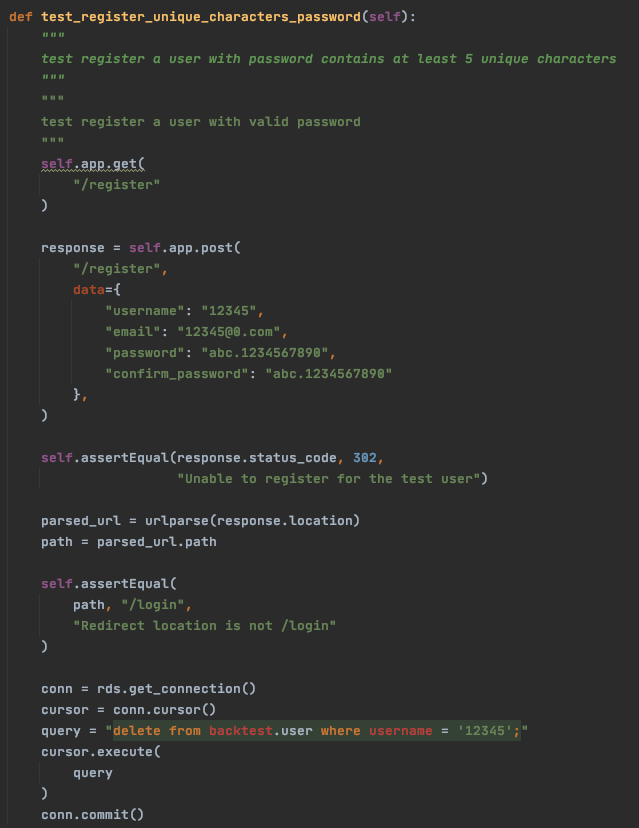 def test_register_unique_characters_password(self):
    """
    test register a user with password contains at least 5 unique characters
    """
    """
    test register a user with valid password
    """
    self.app.get(
        "/register"
    )

    response = self.app.post(
        "/register",
        data={
            "username": "12345",
            "email": "12345@0.com",
            "password": "abc.1234567890",
            "confirm_password": "abc.1234567890"
        },
    )

    self.assertEqual(response.status_code, 302,
                     "Unable to register for the test user")

    parsed_url = urlparse(response.location)
    path = parsed_url.path

    self.assertEqual(
        path, "/login",
        "Redirect location is not /login"
    )

    conn = rds.get_connection()
    cursor = conn.cursor()
    query = "delete from backtest.user where username = '12345';"
    cursor.execute(
        query
    )
    conn.commit()